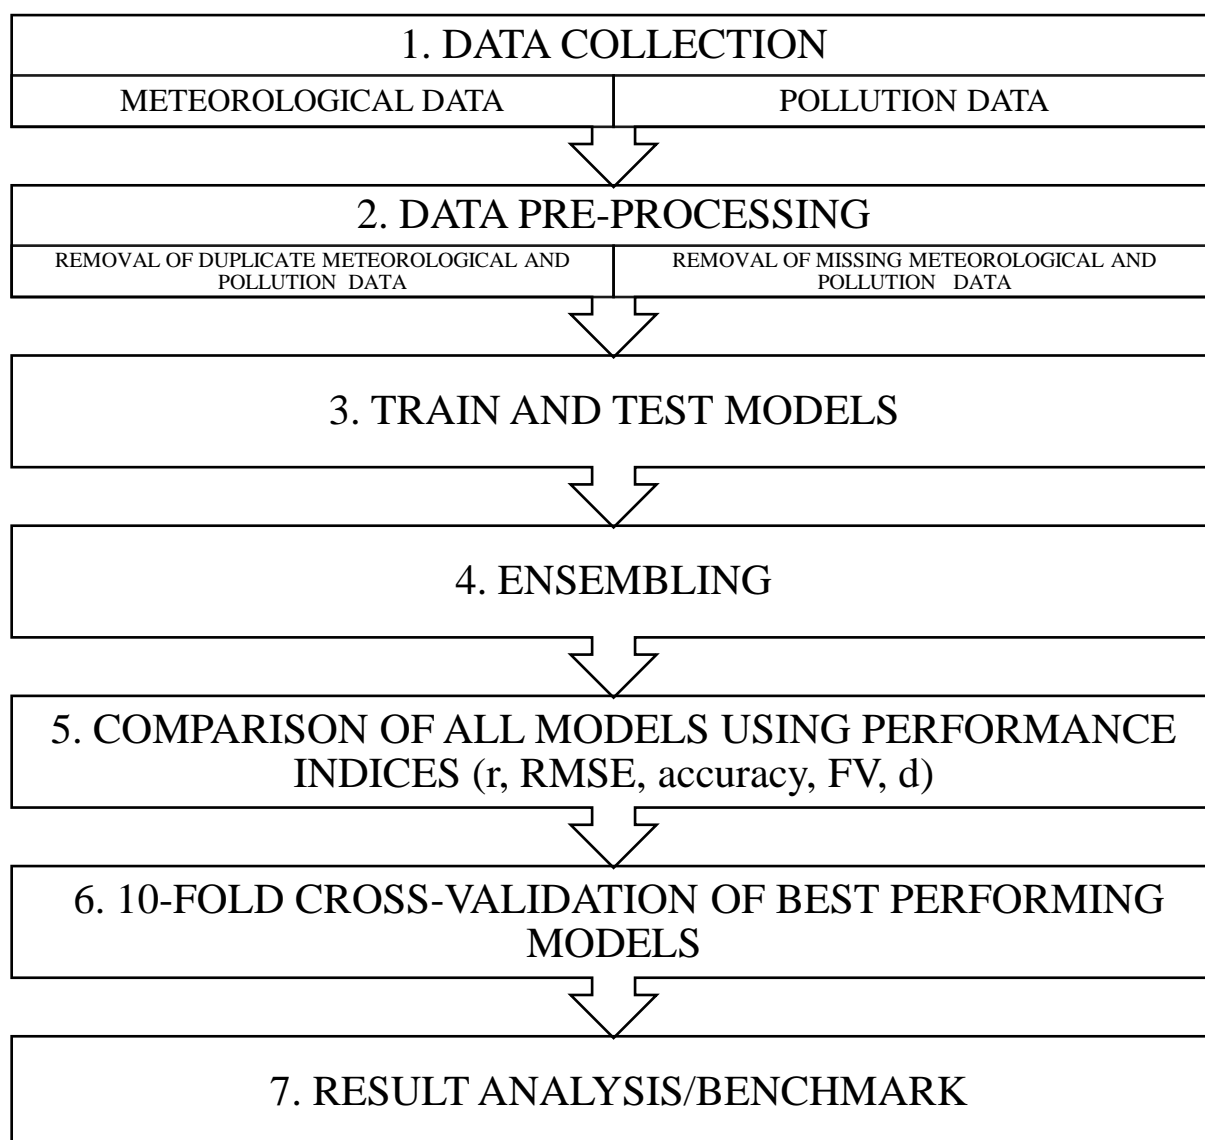 1. DATA COLLECTION
METEOROLOGICAL DATA
POLLUTION DATA
2. DATA PRE-PROCESSING
REMOVAL OF DUPLICATE METEOROLOGICAL AND
POLLUTION DATA
REMOVAL OF MISSING METEOROLOGICAL AND
POLLUTION DATA
3. TRAIN AND TEST MODELS
4. ENSEMBLING
5. COMPARISON OF ALL MODELS USING PERFORMANCE
INDICES (r, RMSE, accuracy, FV, d)
6. 10-FOLD CROSS-VALIDATION OF BEST PERFORMING
MODELS
7. RESULT ANALYSIS/BENCHMARK